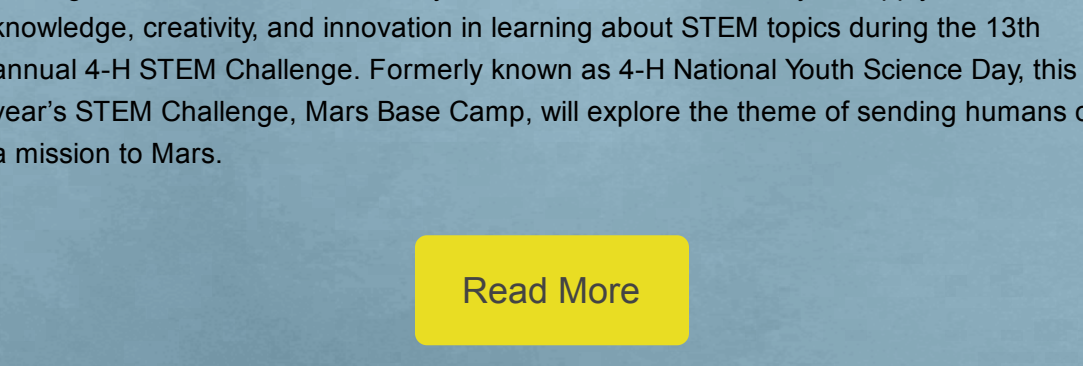 knowledge, creativity, and innovation in learning about STEM topics during the 13th
annual 4-H STEM Challenge. Formerly known as 4-H National Youth Science Day, this
year's STEM Challenge, Mars Base Camp, will explore the theme of sending humans
a mission to Mars.
Read More